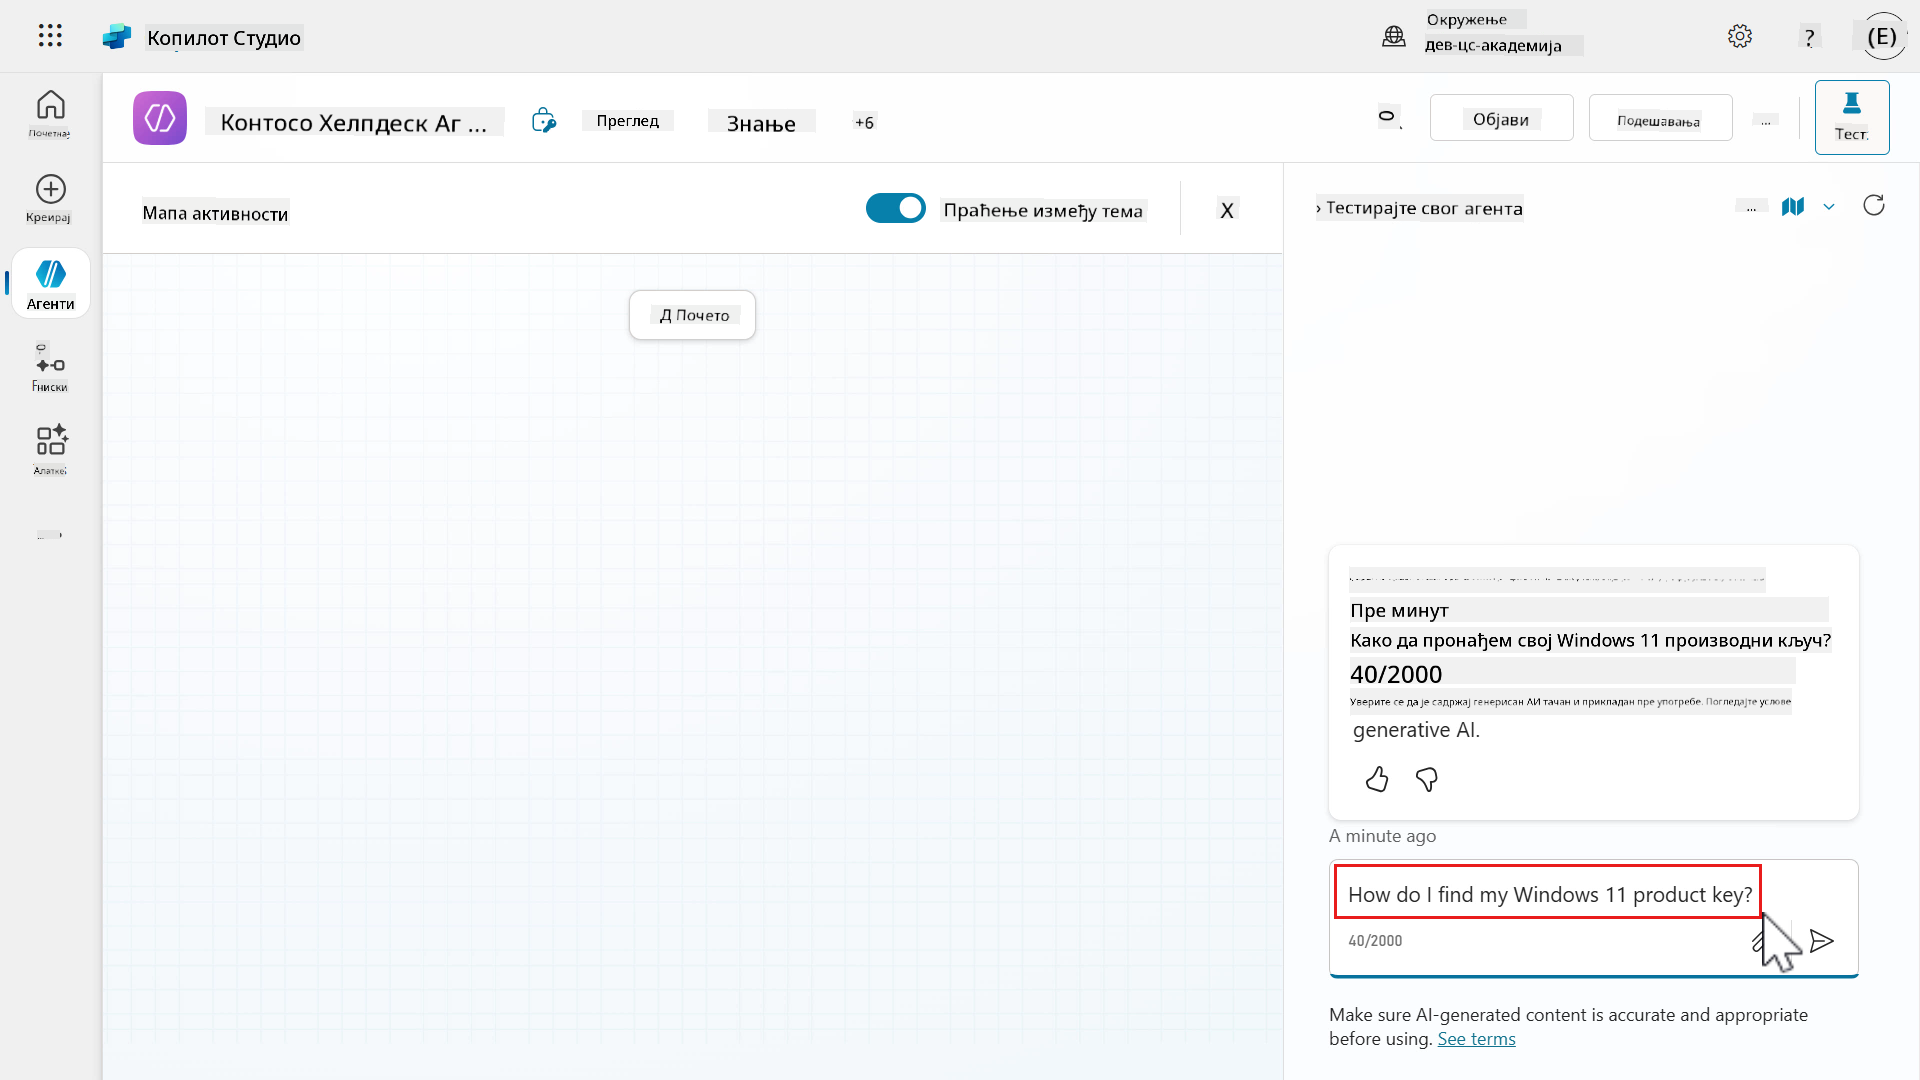 Копилот Студио
Окружење
дев-цс-академија
?
(E)
Почетнај
Креирај
Агенти
Гниски
Алатке
Контосо Хелпдеск Аг ...
Преглед
Знање
+6
Објави
Подешавања
...
Тест
Мапа активности
Праћење између тема
X
› Тестирајте свог агента
...
Д Почето
Пре минут
Како да пронађем свој Windows 11 производни кључ?
40/2000
Уверите се да је садржај генерисан АИ тачан и прикладан пре употребе. Погледајте услове
generative AI.
A minute ago
How do I find my Windows 11 product key?
40/2000
Make sure AI-generated content is accurate and appropriate
before using. See terms